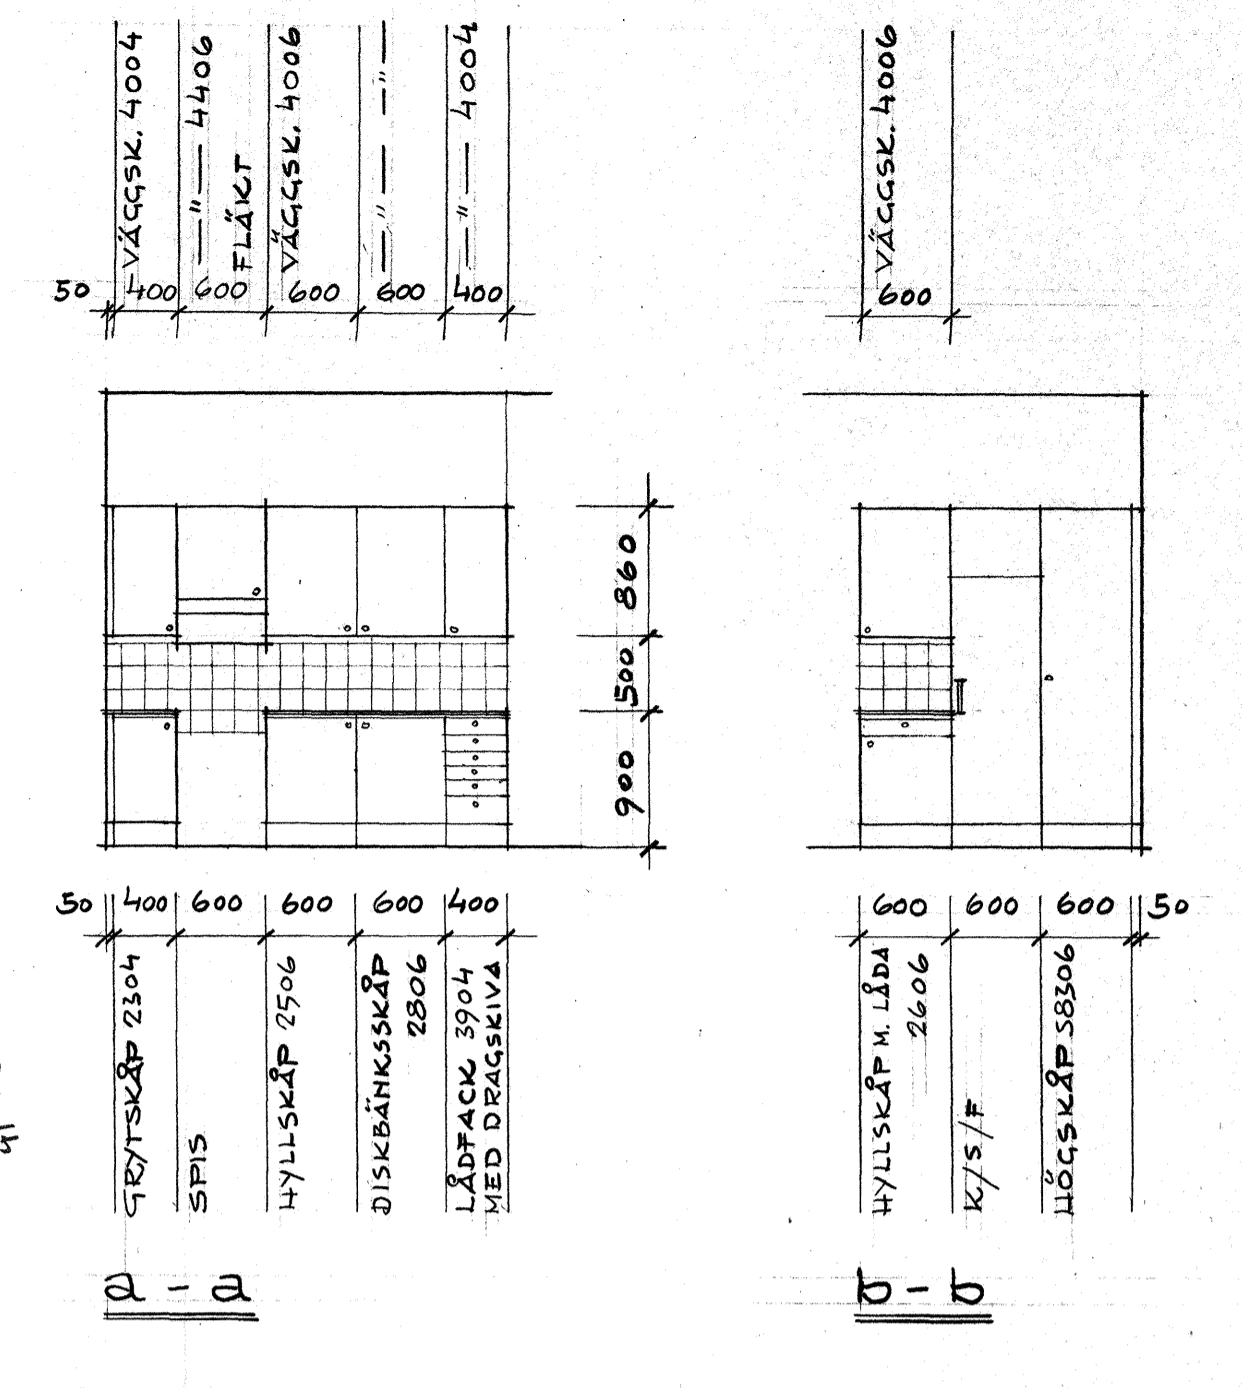 VÄGGSK. 4004
—"— 4406
FLÄKT
VÄGGSK. 4006
—"— — —"—
—"— 4004
50 400 600 600 600 400
VÄGGSK. 4006
600
860
500
900
50 400 600 600 600 400
GRYTSKÅP 2304
SPIS
HYLLSKÅP 2506
DISKBÄNKSSKÅP
2806
LÅDFACK 3904
MED DRAGSKIVA
600 600 600 50
HYLLSKÅP M. LÅDA
2606
K/S/F
HÖGSKÅP S8306
a - a
b - b